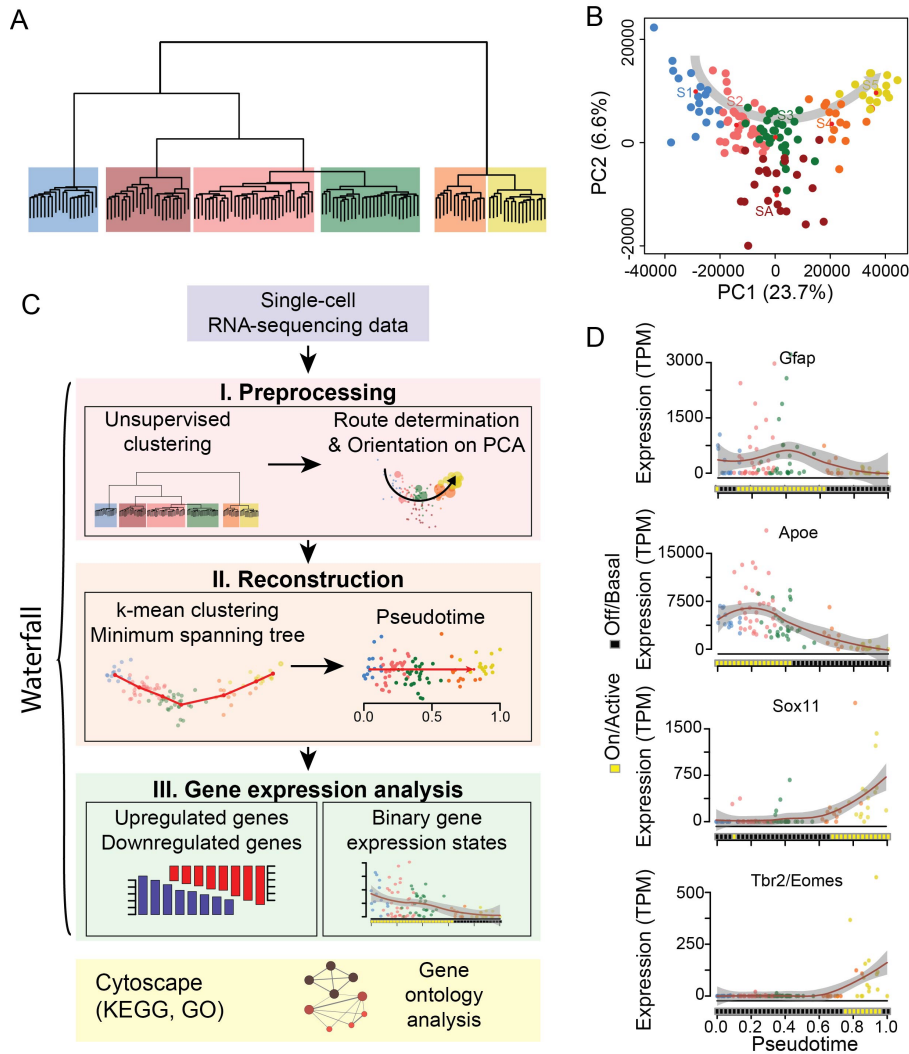 A
B
PC2 (6.6%)
20000
0
-20000
S1
S2
S3
S4
S5
SA
-40000
-20000
0
20000
40000
PC1 (23.7%)
C
Single-cell
RNA-sequencing data
Waterfall
I. Preprocessing
Unsupervised
clustering
Route determination
& Orientation on PCA
II. Reconstruction
k-mean clustering
Minimum spanning tree
Pseudotime
0.0
0.5
1.0
III. Gene expression analysis
Upregulated genes
Downregulated genes
Binary gene
expression states
Cytoscape
(KEGG, GO)
Gene
ontology
analysis
D
On/Active
Off/Basal
Expression (TPM)
Gfap
3000
1500
0
Expression (TPM)
Apoe
15000
7500
0
Expression (TPM)
Sox11
1500
750
0
Expression (TPM)
Tbr2/Eomes
500
250
0
0.0
0.2
0.4
0.6
0.8
1.0
Pseudotime